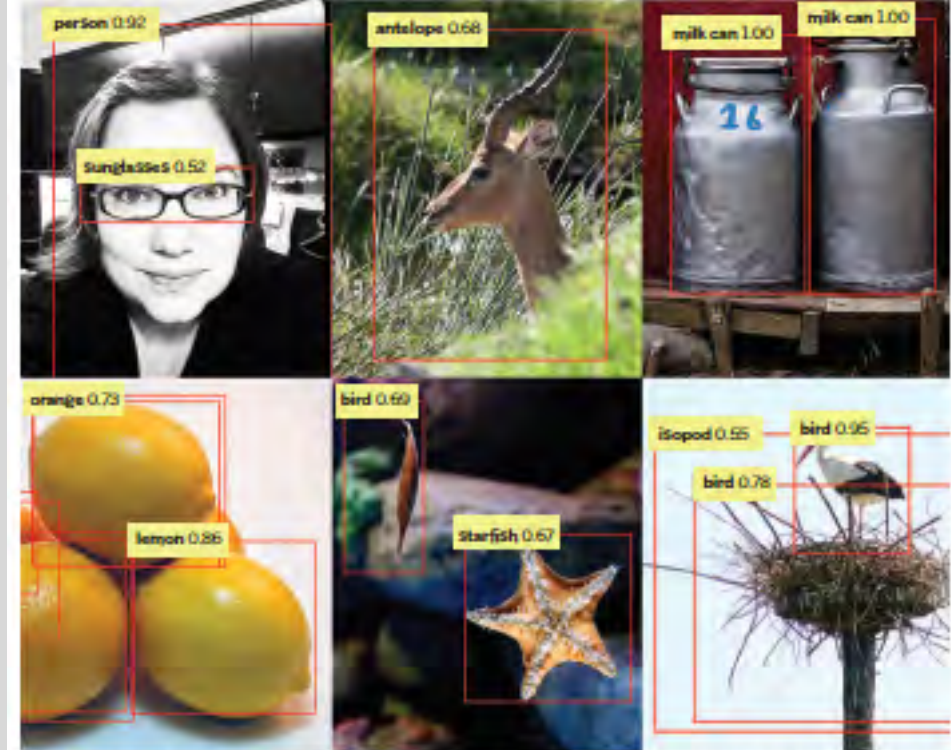 person 0.92
sunglasses 0.52
antelope 0.68
milk can 1.00
milk can 1.00
16
orange 0.73
lemon 0.86
bird 0.69
starfish 0.67
isopod 0.55
bird 0.95
bird 0.78